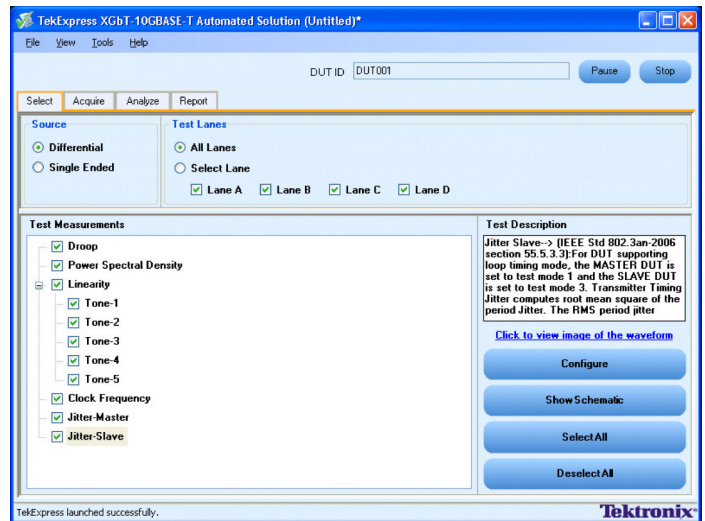 TekExpress XGbT-10GBASE-T Automated Solution (Untitled)*
File View Tools Help
DUT ID DUT001 Pause Stop
Select Acquire Analyze Report
Source
Differential
Single Ended
Test Lanes
All Lanes
Select Lane
Lane A Lane B Lane C Lane D
Test Measurements
Droop
Power Spectral Density
Linearity
Tone-1
Tone-2
Tone-3
Tone-4
Tone-5
Clock Frequency
Jitter-Master
Jitter-Slave
Test Description
Jitter Slave--> (IEEE Std 802.3an-2006
section 55.5.3.3):For DUT supporting
loop timing mode, the MASTER DUT is
set to test mode 1 and the SLAVE DUT
is set to test mode 3. Transmitter Timing
Jitter computes root mean square of the
period Jitter. The RMS period jitter
Click to view image of the waveform
Configure
Show Schematic
Select All
Deselect All
TekExpress launched successfully.
Tektronix